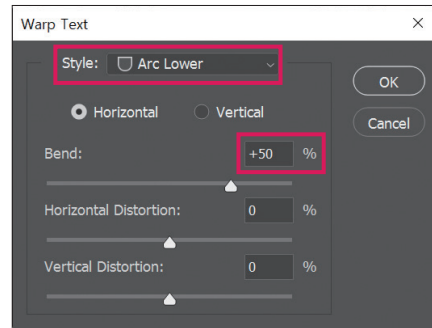 Warp Text
Style: Arc Lower
Horizontal Vertical
Bend: +50 %
Horizontal Distortion: 0 %
Vertical Distortion: 0 %
OK
Cancel